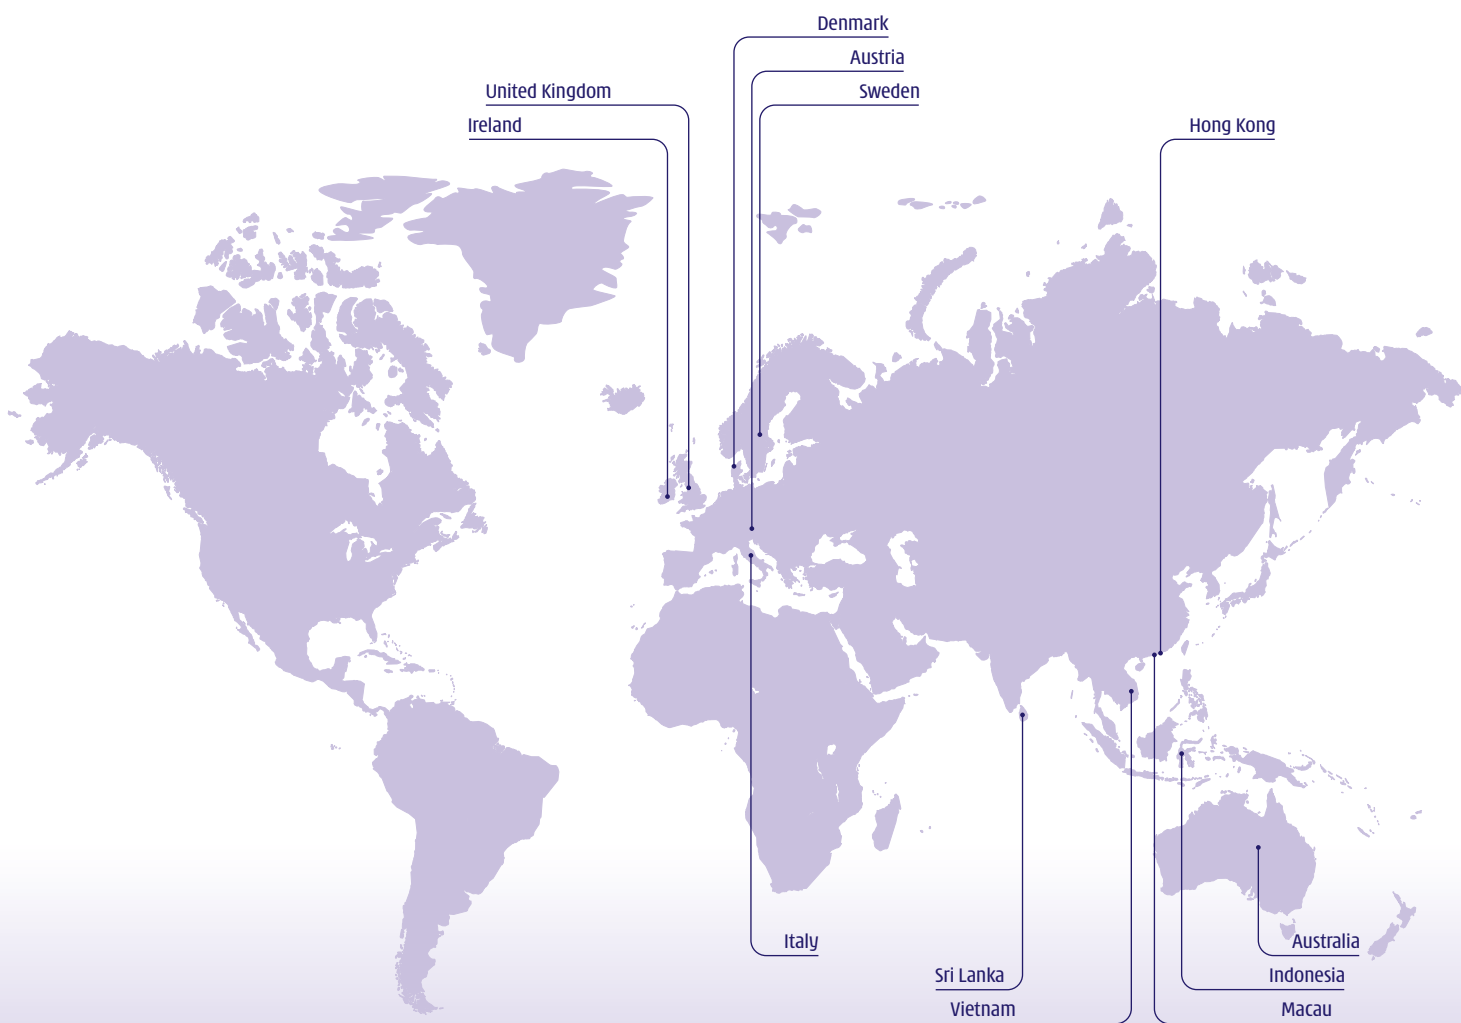 Denmark
Austria
United Kingdom
Sweden
Ireland
Hong Kong
Italy
Australia
Sri Lanka
Indonesia
Vietnam
Macau